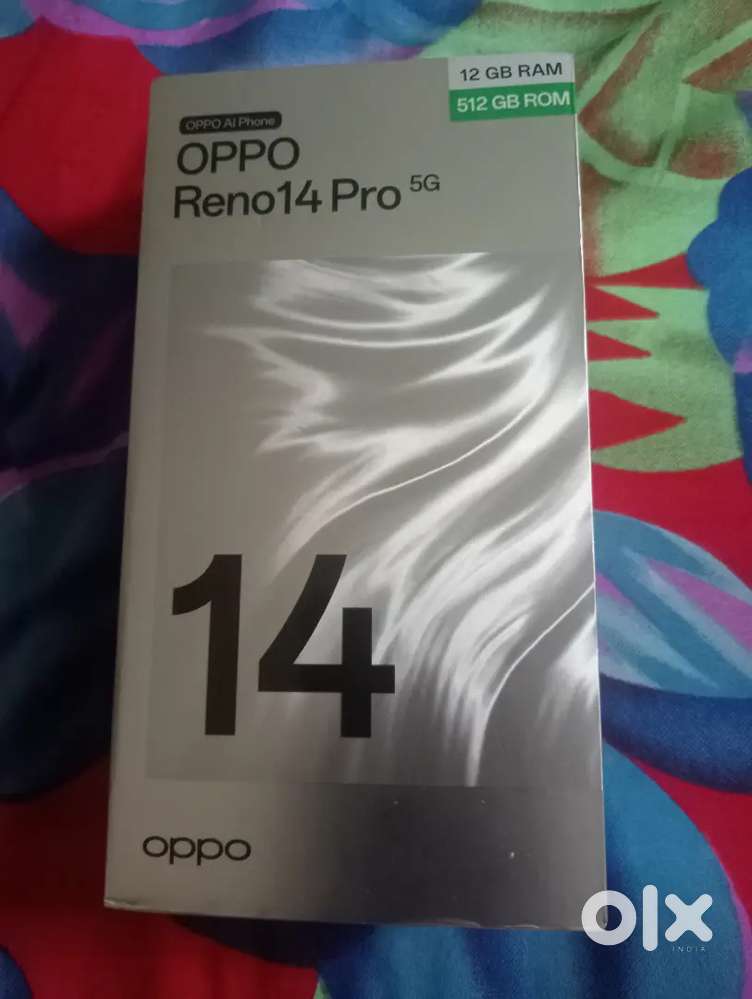 12 GB RAM
512 GB ROM
OPPO AI Phone
OPPO
Reno14 Pro 5G
14
oppo
olx
INDIA